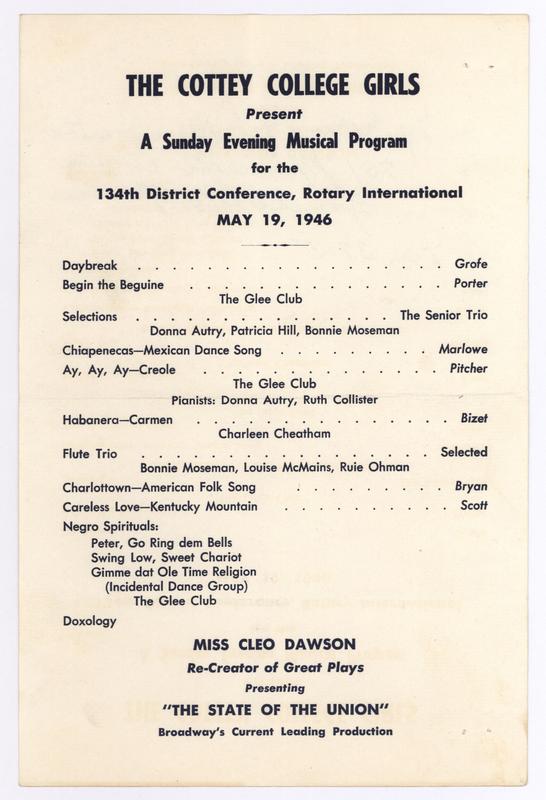 THE COTTEY COLLEGE GIRLS
Present
A Sunday Evening Musical Program
for the
134th District Conference, Rotary International
MAY 19, 1946
Daybreak . . . . . . . . . . . . . . . . . . Grofe
Begin the Beguine . . . . . . . . . . . . . . . Porter
The Glee Club
Selections . . . . . . . . . . . . . . . The Senior Trio
Donna Autry, Patricia Hill, Bonnie Moseman
Chiapenecas—Mexican Dance Song . . . . . . . . . Marlowe
Ay, Ay, Ay—Creole . . . . . . . . . . . . . . Pitcher
The Glee Club
Pianists: Donna Autry, Ruth Collister
Habanera—Carmen . . . . . . . . . . . . . . Bizet
Charleen Cheatham
Flute Trio . . . . . . . . . . . . . . . . . Selected
Bonnie Moseman, Louise McMains, Ruie Ohman
Charlottown—American Folk Song . . . . . . . . Bryan
Careless Love—Kentucky Mountain . . . . . . . . . Scott
Negro Spirituals:
Peter, Go Ring dem Bells
Swing Low, Sweet Chariot
Gimme dat Ole Time Religion
(Incidental Dance Group)
The Glee Club
Doxology
MISS CLEO DAWSON
Re-Creator of Great Plays
Presenting
"THE STATE OF THE UNION"
Broadway's Current Leading Production